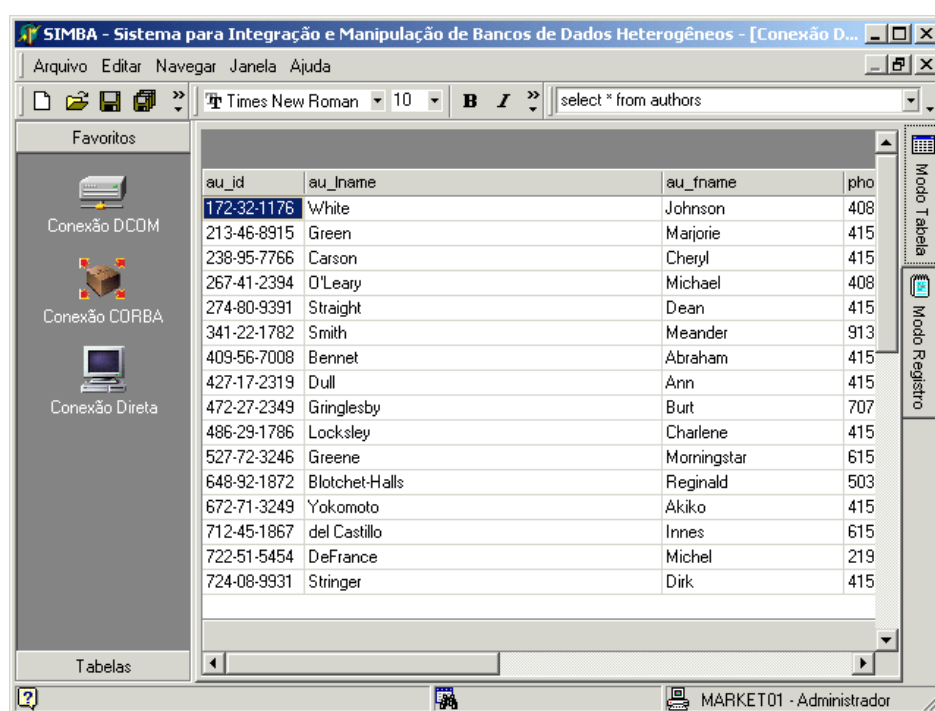 SIMBA - Sistema para Integração e Manipulação de Bancos de Dados Heterogêneos - [Conexão D...
Arquivo Editar Navegar Janela Ajuda
Times New Roman 10 B I select * from authors
Favoritos
Conexão DCOM
Conexão CORBA
Conexão Direta
Tabelas
au_id au_lname au_fname pho
172-32-1176 White Johnson 408
213-46-8915 Green Marjorie 415
238-95-7766 Carson Cheryl 415
267-41-2394 O'Leary Michael 408
274-80-9391 Straight Dean 415
341-22-1782 Smith Meander 913
409-56-7008 Bennet Abraham 415
427-17-2319 Dull Ann 415
472-27-2349 Gringlesby Burt 707
486-29-1786 Locksley Charlene 415
527-72-3246 Greene Morningstar 615
648-92-1872 Blotchet-Halls Reginald 503
672-71-3249 Yokomoto Akiko 415
712-45-1867 del Castillo Innes 615
722-51-5454 DeFrance Michel 219
724-08-9931 Stringer Dirk 415
Modo Tabela
Modo Registro
MARKET01 - Administrador